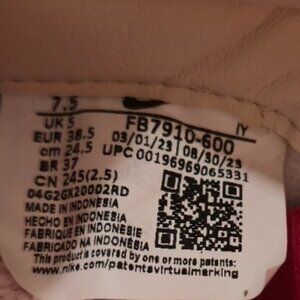 7.5 IY
UK 5 FB7910-600
EUR 38.5 03/01/23 08/30/23
cm 24.5 UPC 00196969065331
BR 37
CN 245(2.5)
04G2GX20002RD
MADE IN INDONESIA
HECHO EN INDONESIA
FABRIQUE EN INDONESIE
FABRICADO NA INDONESIA
This product is covered by one or more patents:
www.nike.com/patentsvirtualmarking